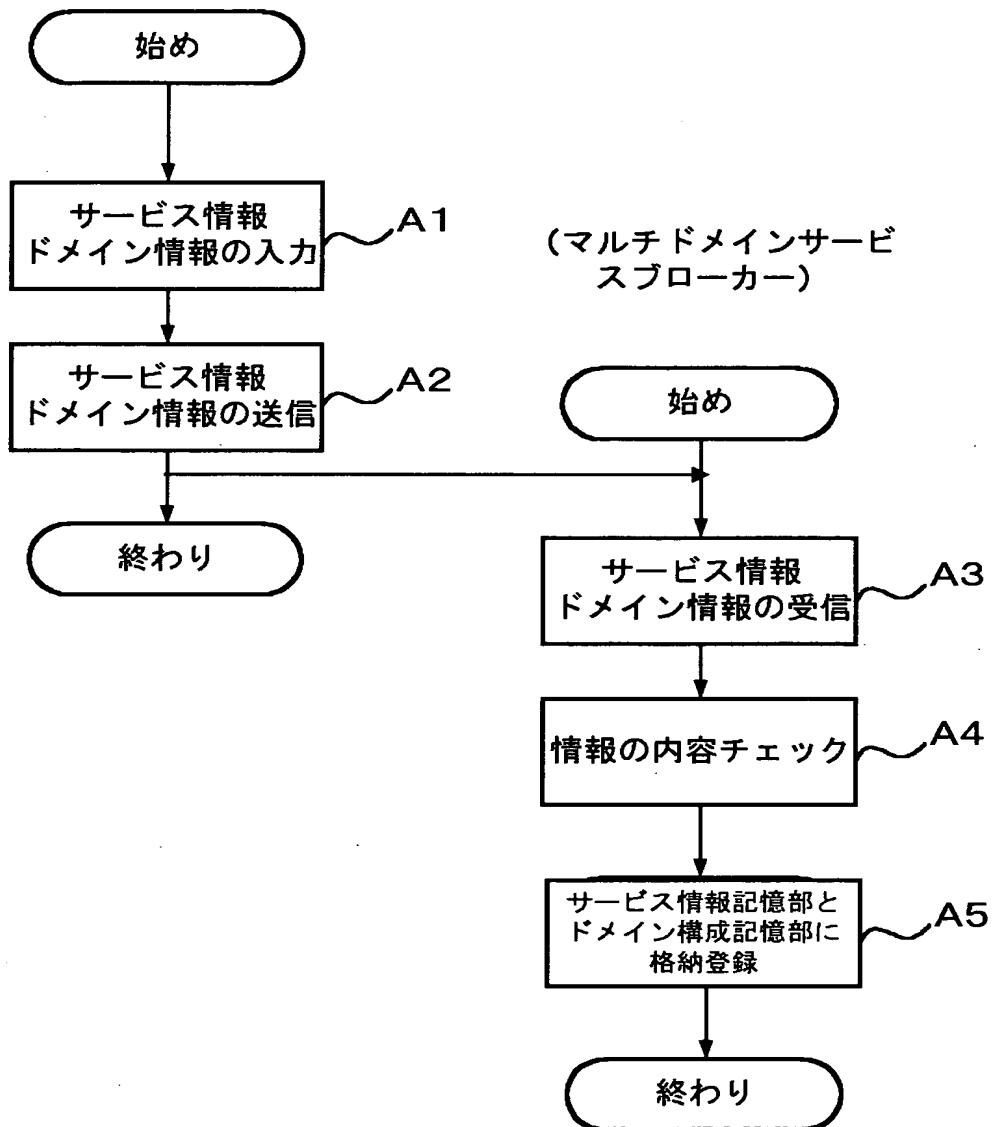 始め
サービス情報
ドメイン情報の入力
A1
サービス情報
ドメイン情報の送信
A2
終わり
(マルチドメインサービ
スブローカー)
始め
サービス情報
ドメイン情報の受信
A3
情報の内容チェック
A4
サービス情報記憶部と
ドメイン構成記憶部に
格納登録
A5
終わり